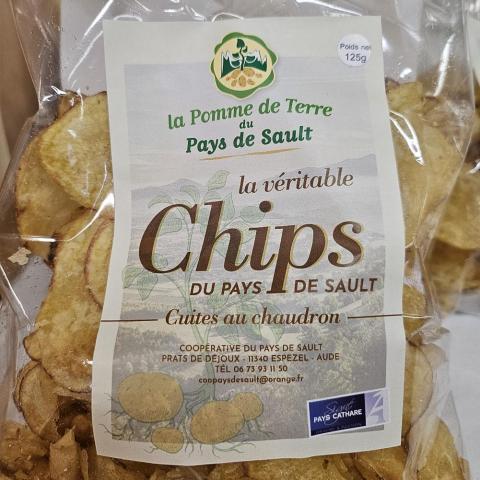 Poids net
125g
la Pomme de Terre
du
Pays de Sault
la véritable
Chips
DU PAYS DE SAULT
Cuites au chaudron
COOPÉRATIVE DU PAYS DE SAULT
PRATS DE DÉJOUX - 11340 ESPEZEL - AUDE
TÉL 06 73 93 11 50
coopaysdesault@orange.fr
PAYS CATHARE